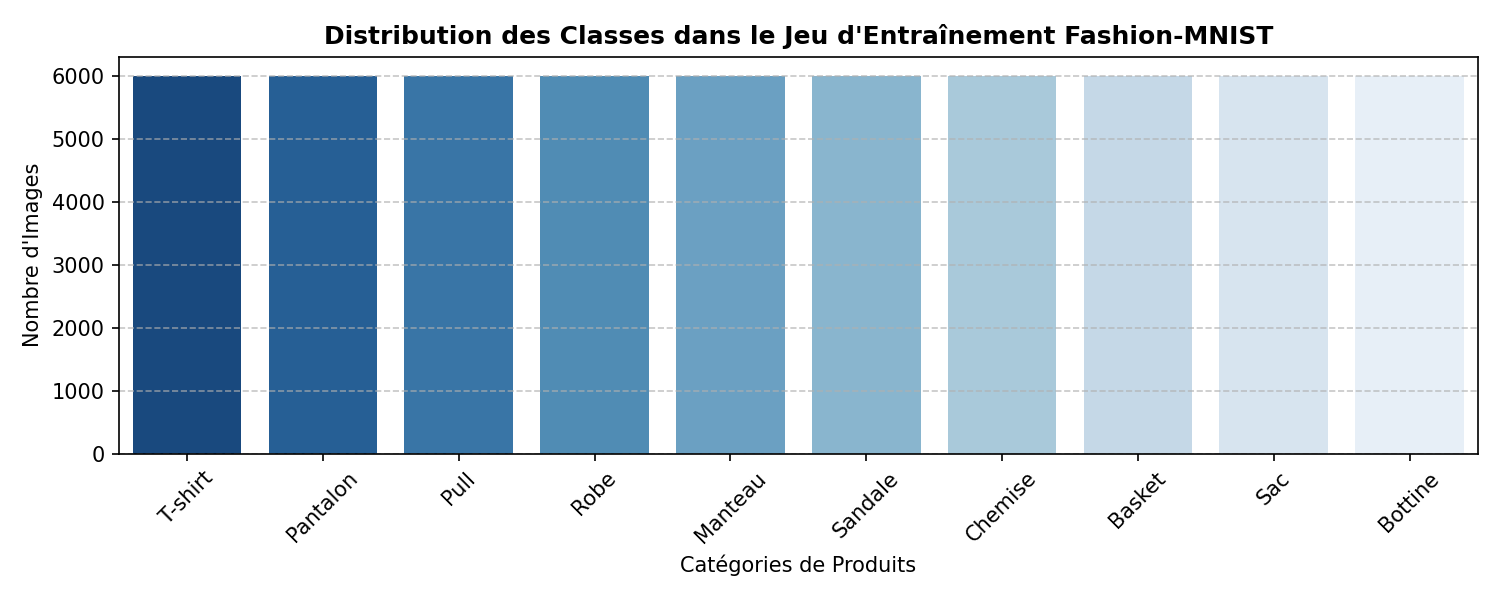 Distribution des Classes dans le Jeu d'Entraînement Fashion-MNIST
Nombre d'Images
6000
5000
4000
3000
2000
1000
0
T-shirt
Pantalon
Pull
Robe
Manteau
Sandale
Chemise
Basket
Sac
Bottine
Catégories de Produits